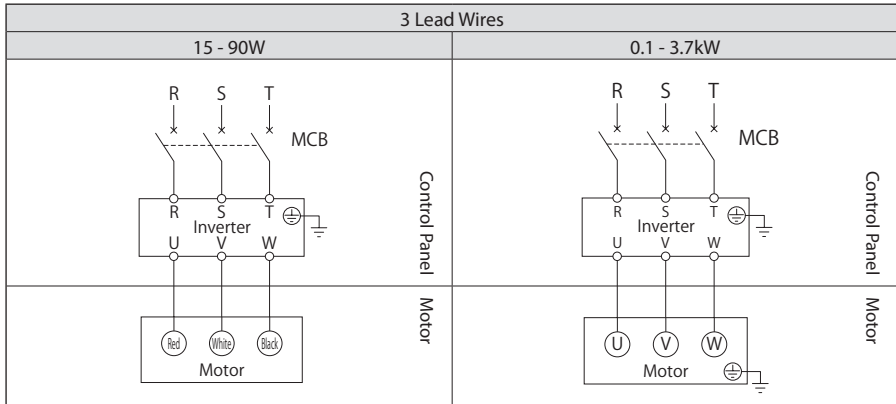 3 Lead Wires
15 - 90W
0.1 - 3.7kW
R S T
MCB
R S T
Inverter
U V W
Control Panel
Red White Black
Motor
Motor
R S T
MCB
R S T
Inverter
U V W
Control Panel
U V W
Motor
Motor